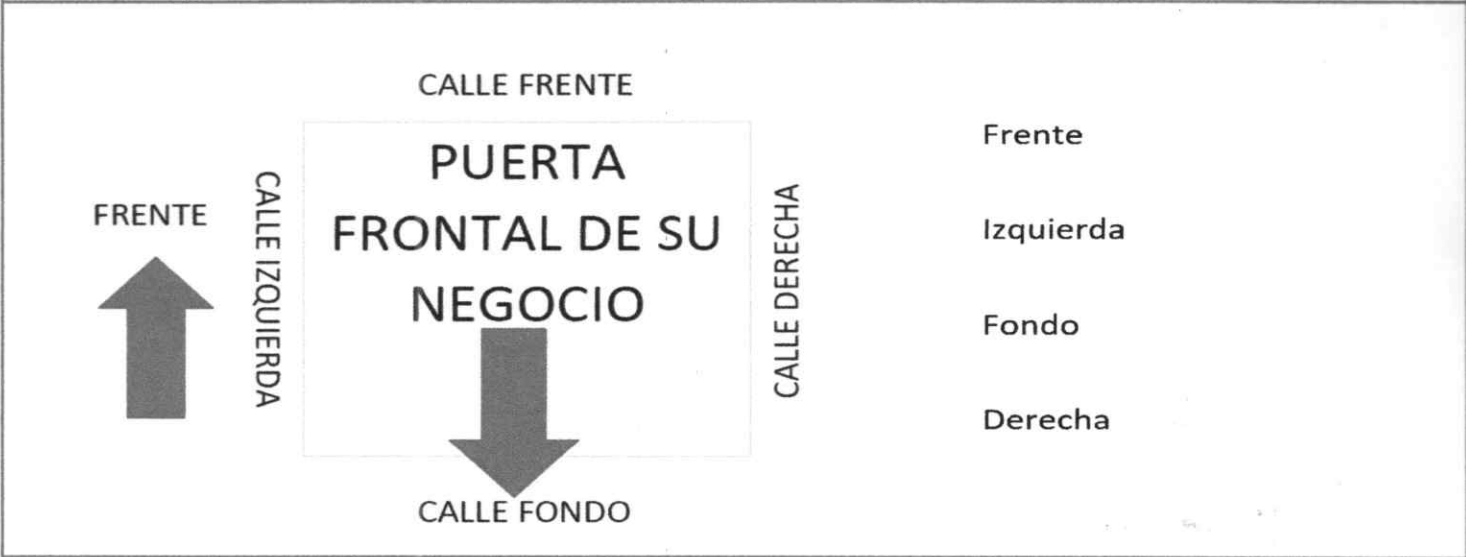 CALLE FRENTE
PUERTA
FRONTAL DE SU
NEGOCIO
FRENTE
CALLE IZQUIERDA
CALLE DERECHA
CALLE FONDO
Frente
Izquierda
Fondo
Derecha